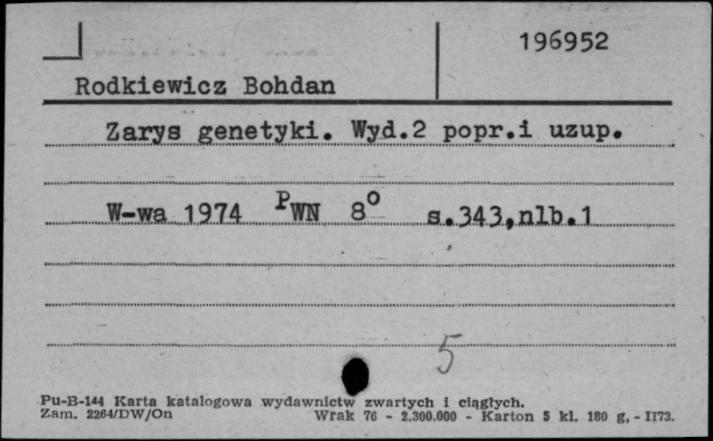 196952
Rodkiewicz Bohdan
Zarys genetyki. Wyd.2 popr.i uzup.
W-wa 1974 PWN 8° s.343,nlb.1
5
Pu-B-144 Karta katalogowa wydawnictw zwartych i ciągłych.
Zam. 2264/DW/On Wrak 76 - 2.300.000 - Karton 5 kl. 180 g. - II73.